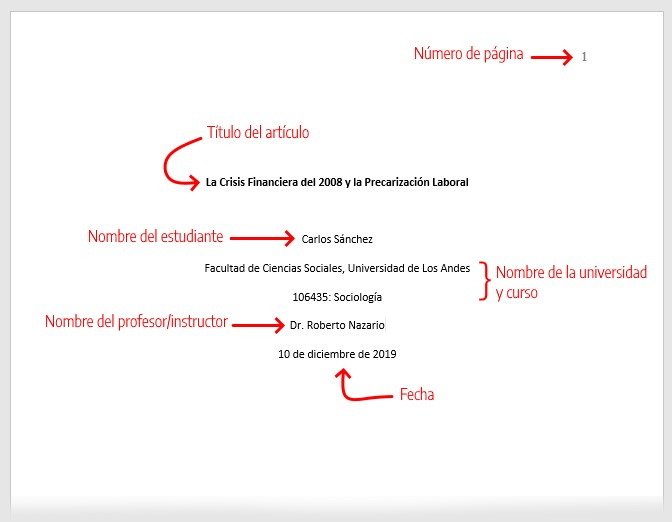 Número de página
1
Título del artículo
La Crisis Financiera del 2008 y la Precarización Laboral
Nombre del estudiante
Carlos Sánchez
Facultad de Ciencias Sociales, Universidad de Los Andes
Nombre de la universidad
y curso
106435: Sociología
Nombre del profesor/instructor
Dr. Roberto Nazario
10 de diciembre de 2019
Fecha